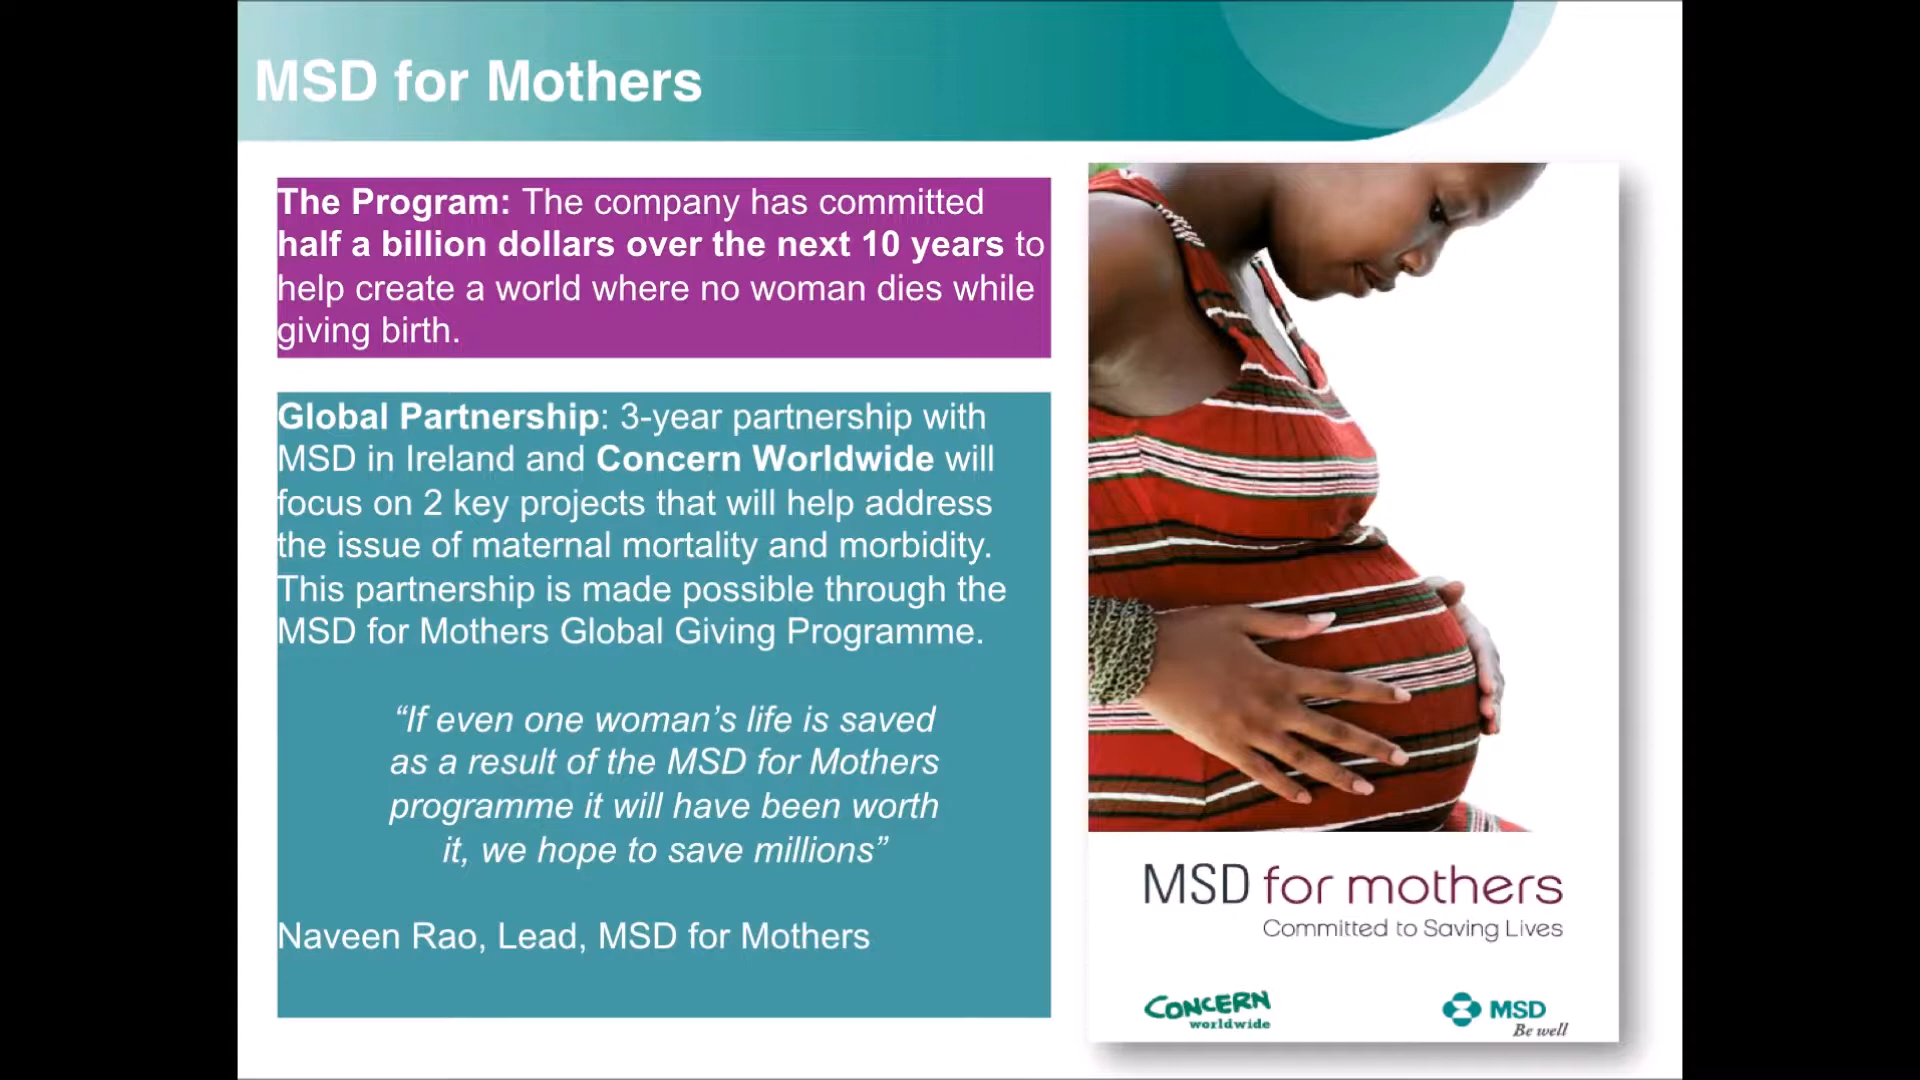 MSD for Mothers
The Program: The company has committed
half a billion dollars over the next 10 years to
help create a world where no woman dies while
giving birth.
Global Partnership: 3-year partnership with
MSD in Ireland and Concern Worldwide will
focus on 2 key projects that will help address
the issue of maternal mortality and morbidity.
This partnership is made possible through the
MSD for Mothers Global Giving Programme.
“If even one woman’s life is saved
as a result of the MSD for Mothers
programme it will have been worth
it, we hope to save millions”
Naveen Rao, Lead, MSD for Mothers
MSD for mothers
Committed to Saving Lives
CONCERN
worldwide
MSD
Be well